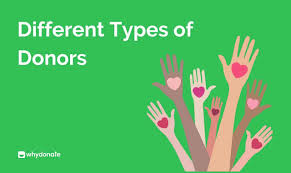 Different Types of
Donors
whydonate